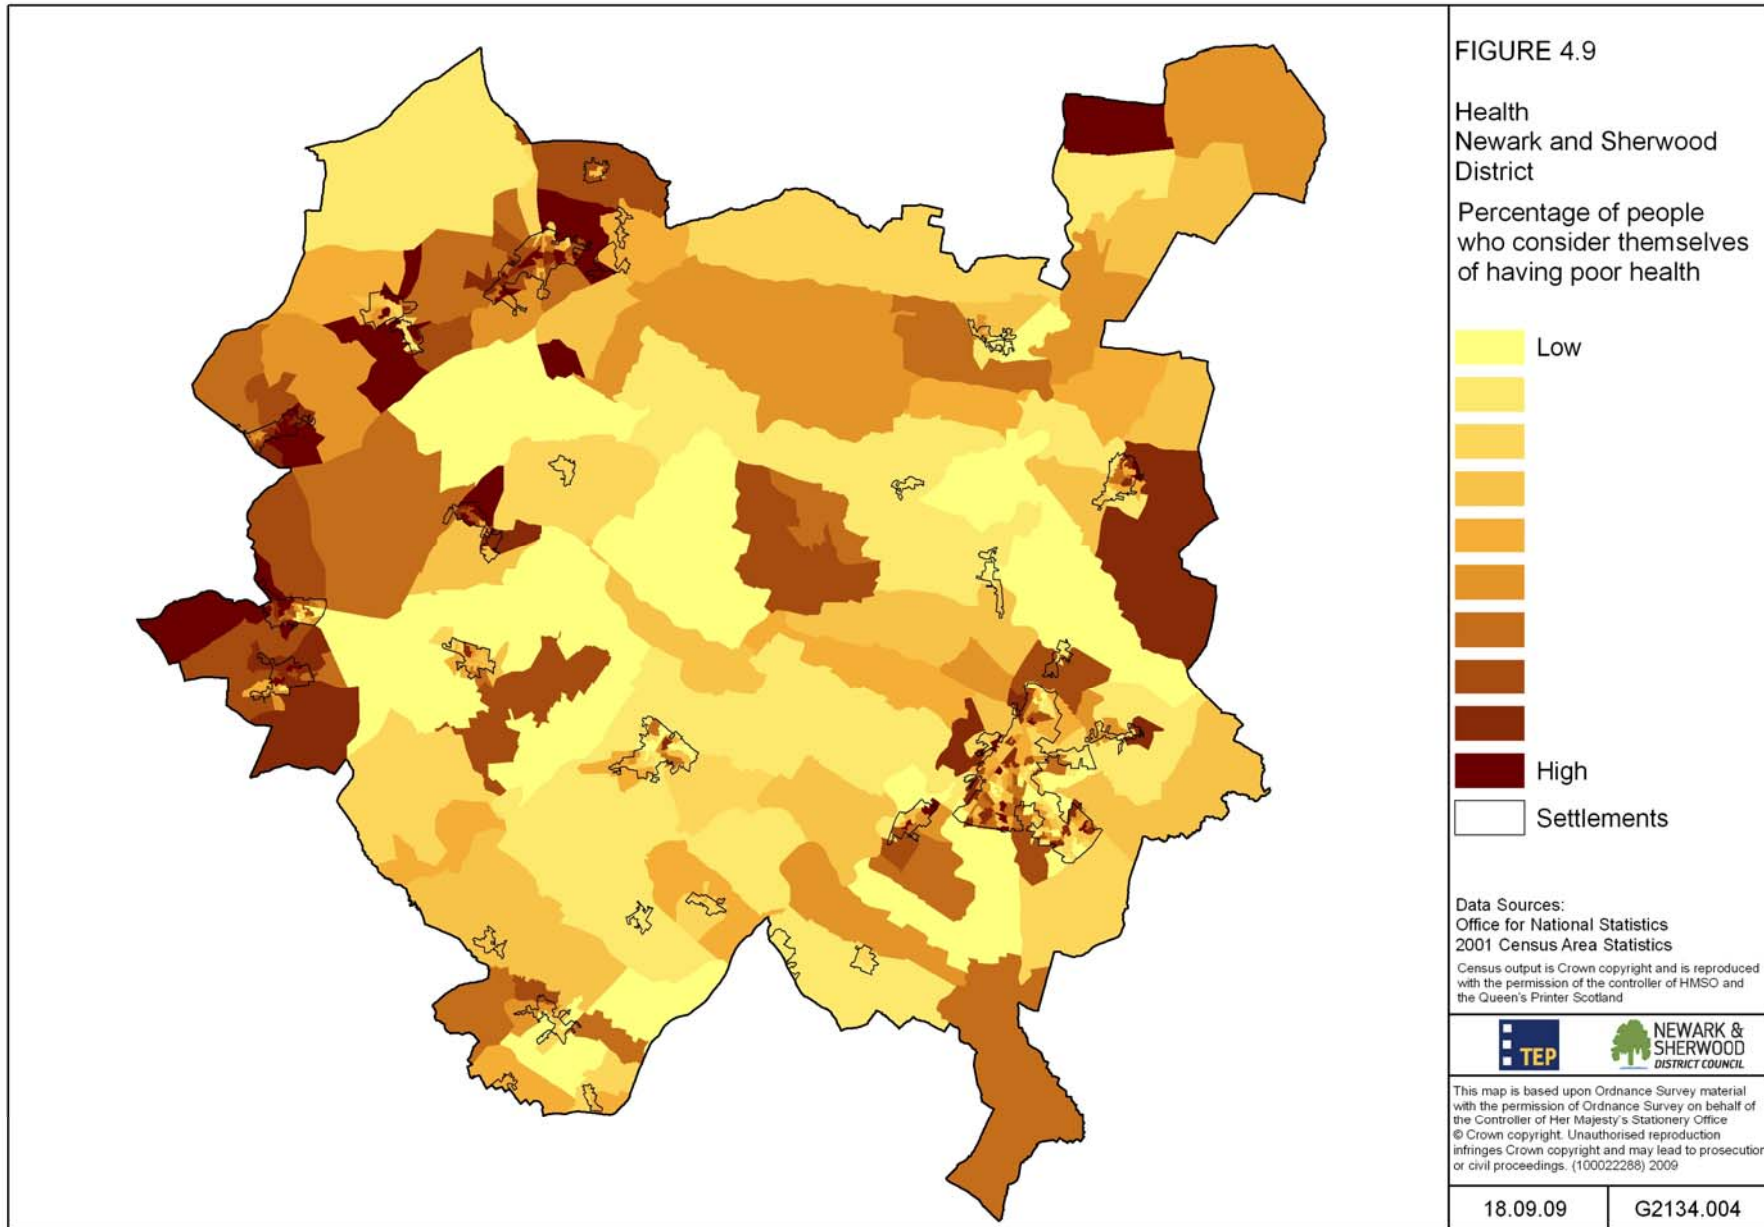 FIGURE 4.9
Health
Newark and Sherwood
District
Percentage of people
who consider themselves
of having poor health
Low
High
Settlements
Data Sources:
Office for National Statistics
2001 Census Area Statistics
Census output is Crown copyright and is reproduced
with the permission of the controller of HMSO and
the Queen's Printer Scotland
TEP
NEWARK &
SHERWOOD
DISTRICT COUNCIL
This map is based upon Ordnance Survey material
with the permission of Ordnance Survey on behalf of
the Controller of Her Majesty's Stationery Office
© Crown copyright. Unauthorised reproduction
infringes Crown copyright and may lead to prosecution
or civil proceedings. (100022288) 2009
18.09.09
G2134.004